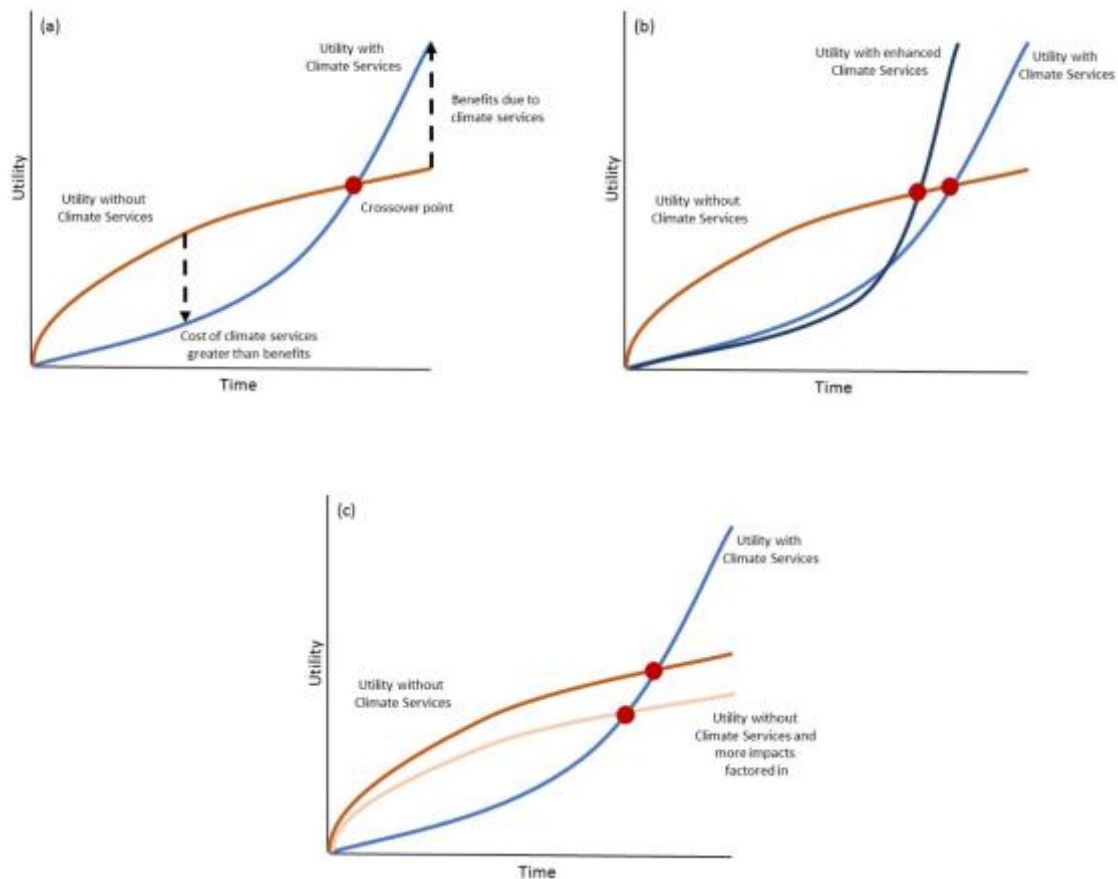 (a)
Utility with
Climate Services
Benefits due to
climate services
Utility without
Climate Services
Crossover point
Cost of climate services
greater than benefits
Utility
Time
(b)
Utility with enhanced
Climate Services
Utility with
Climate Services
Utility without
Climate Services
Utility
Time
(c)
Utility with
Climate Services
Utility without
Climate Services
Utility without
Climate Services and
more impacts
factored in
Utility
Time